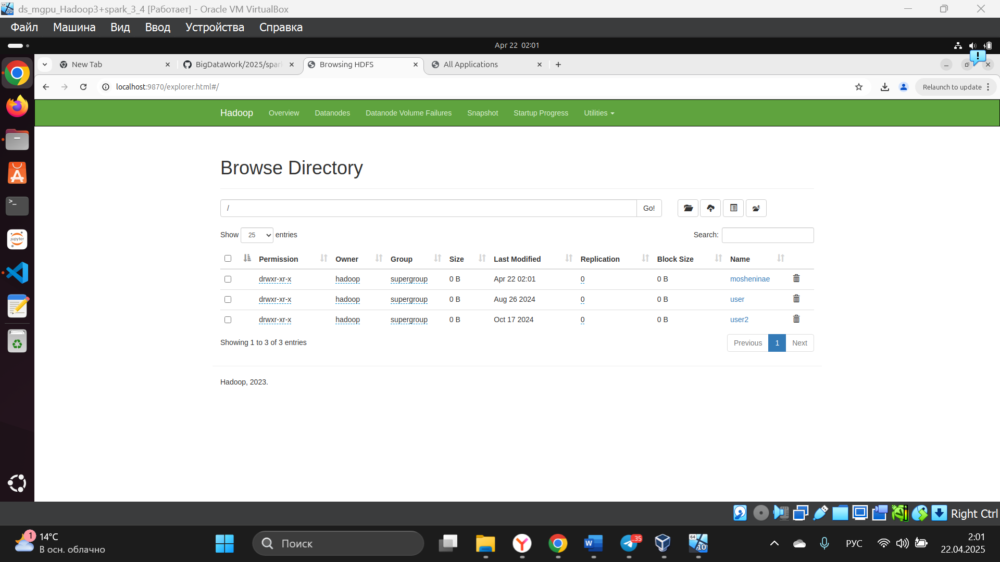 ds_mgpu_Hadoop3+spark_3_4 [Работает] - Oracle VM VirtualBox
Файл Машина Вид Ввод Устройства Справка
Apr 22 02:01
New Tab
BigDataWork/2025/spar
Browsing HDFS
All Applications
localhost:9870/explorer.html#/
Relaunch to update
Hadoop Overview Datanodes Datanode Volume Failures Snapshot Startup Progress Utilities
Browse Directory
/
Go!
Show 25 entries
Search:
Permission Owner Group Size Last Modified Replication Block Size Name
drwxr-xr-x hadoop supergroup 0 B Apr 22 02:01 0 0 B mosheninae
drwxr-xr-x hadoop supergroup 0 B Aug 26 2024 0 0 B user
drwxr-xr-x hadoop supergroup 0 B Oct 17 2024 0 0 B user2
Showing 1 to 3 of 3 entries
Previous 1 Next
Hadoop, 2023.
jupyter
Right Ctrl
1
14°C
В осн. облачно
Поиск
35
64
10
РУС
2:01
22.04.2025